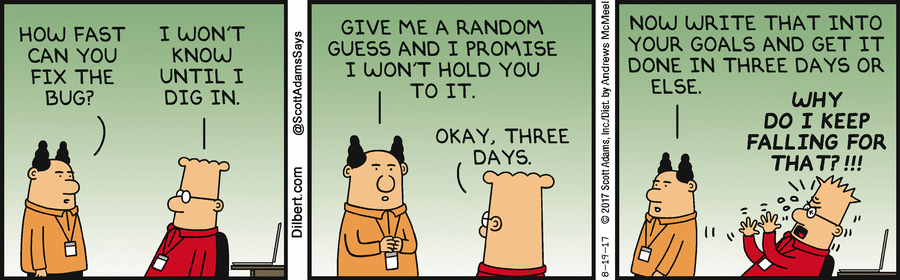 HOW FAST
CAN YOU
FIX THE
BUG?
I WON'T
KNOW
UNTIL I
DIG IN.
Dilbert.com @ScottAdamsSays
GIVE ME A RANDOM
GUESS AND I PROMISE
I WON'T HOLD YOU
TO IT.
OKAY, THREE
DAYS.
8-19-17 © 2017 Scott Adams, Inc./Dist. by Andrews McMeel
NOW WRITE THAT INTO
YOUR GOALS AND GET IT
DONE IN THREE DAYS OR
ELSE.
WHY
DO I KEEP
FALLING FOR
THAT?!!!